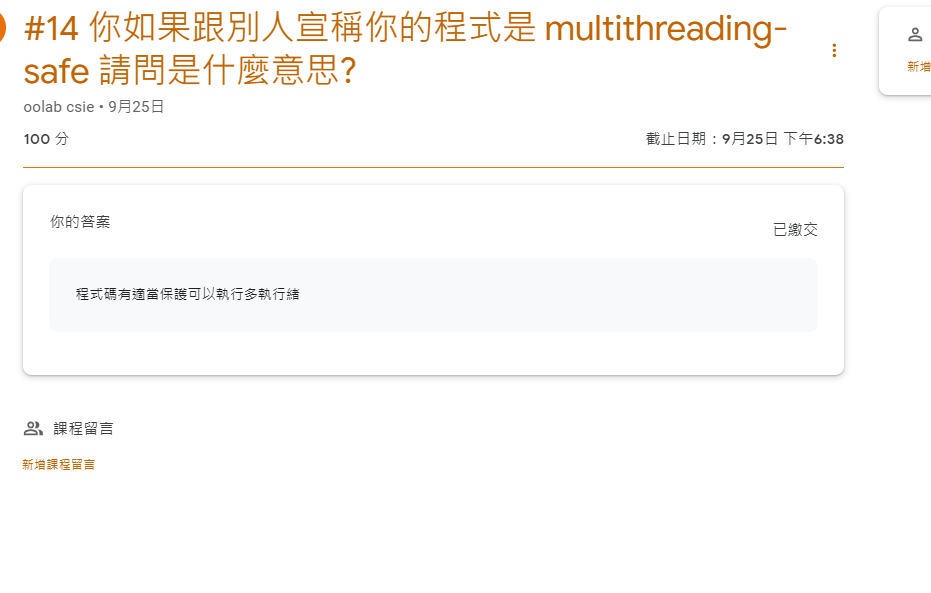 #14 你如果跟別人宣稱你的程式是 multithreading-
safe 請問是什麼意思?
oolab csie • 9月25日
100 分
截止日期：9月25日 下午6:38
你的答案
已繳交
程式碼有適當保護可以執行多執行緒
課程留言
新增課程留言
新增